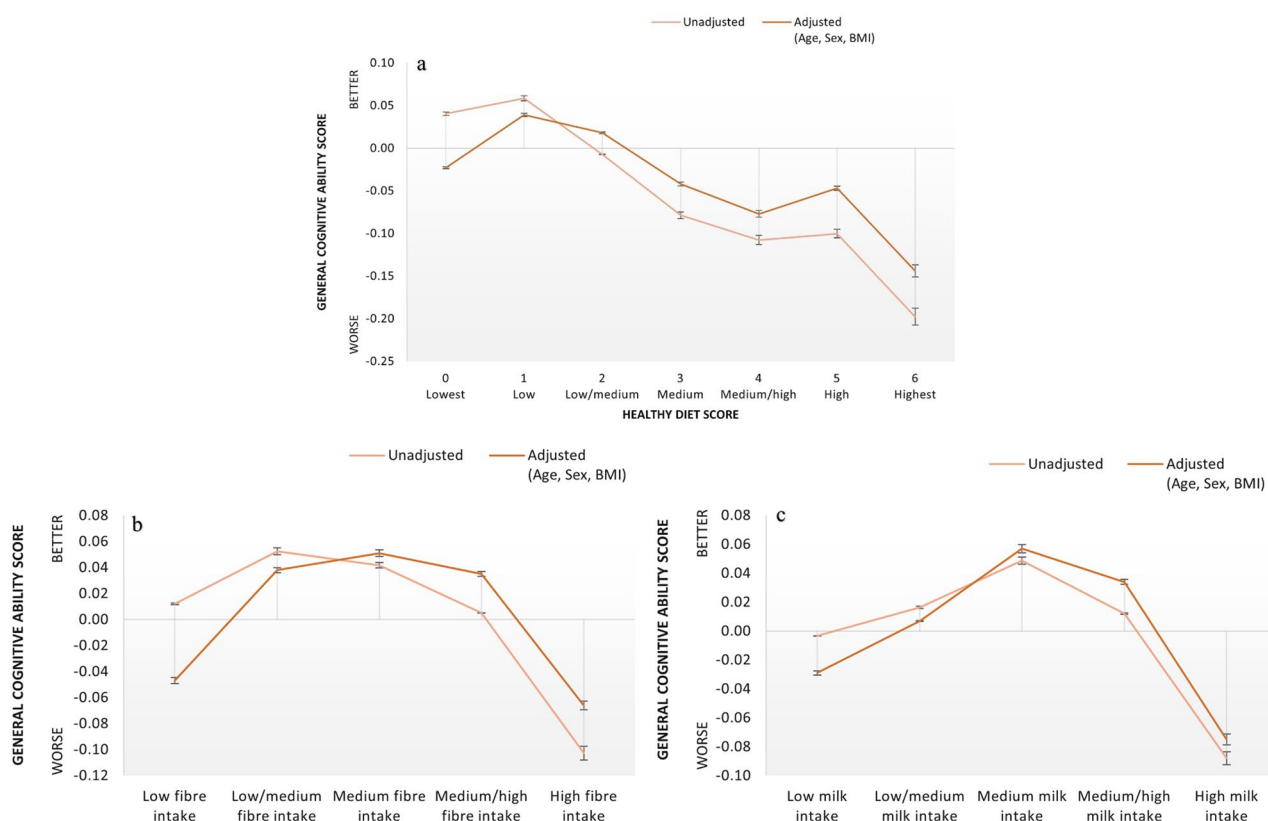 Unadjusted Adjusted
(Age, Sex, BMI)
a
GENERAL COGNITIVE ABILITY SCORE
BETTER
WORSE
0.10
0.05
0.00
-0.05
-0.10
-0.15
-0.20
-0.25
0 1 2 3 4 5 6
Lowest Low Low/medium Medium Medium/high High Highest
HEALTHY DIET SCORE
Unadjusted Adjusted
(Age, Sex, BMI)
b
GENERAL COGNITIVE ABILITY SCORE
BETTER
WORSE
0.08
0.06
0.04
0.02
0.00
-0.02
-0.04
-0.06
-0.08
-0.10
-0.12
Low fibre Low/medium Medium fibre Medium/high High fibre
intake fibre intake intake fibre intake intake
Unadjusted Adjusted
(Age, Sex, BMI)
c
GENERAL COGNITIVE ABILITY SCORE
BETTER
WORSE
0.08
0.06
0.04
0.02
0.00
-0.02
-0.04
-0.06
-0.08
-0.10
Low milk Low/medium Medium milk Medium/high High milk
intake milk intake intake milk intake intake